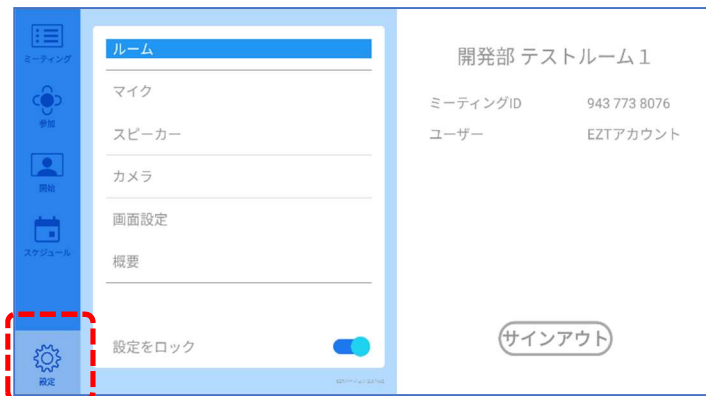 ミーティング
参加
開始
スケジュール
設定
ルーム
マイク
スピーカー
カメラ
画面設定
概要
設定をロック
開発部 テストルーム1
ミーティングID 943 773 8076
ユーザー EZTアカウント
サインアウト